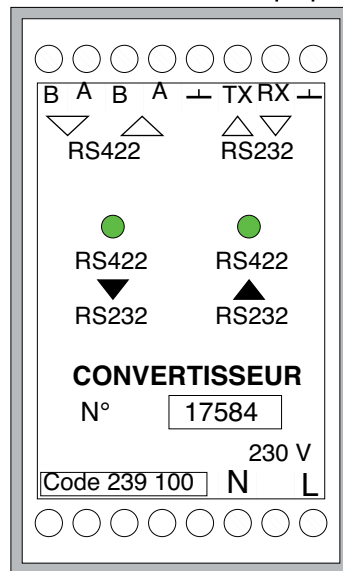 B A B A TX RX
RS422 RS232
RS422 RS422
RS232 RS232
CONVERTISSEUR
N° 17584
230 V
Code 239 100 N L